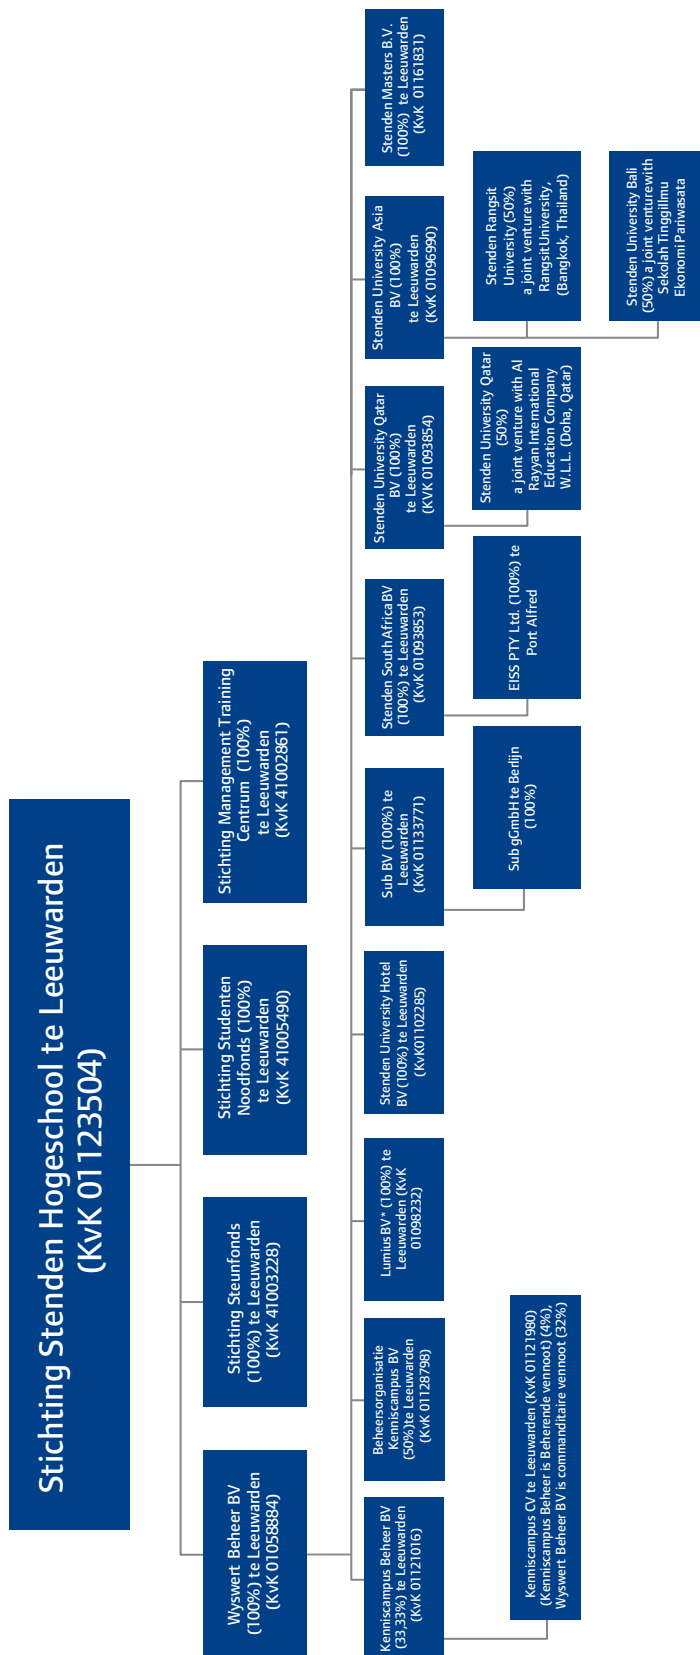 Stichting Stenden Hogeschool te Leeuwarden
(KvK 01123504)
Wyswert Beheer BV
(100%) te Leeuwarden
(KvK 01058884)
Stichting Steunfonds
(100%) te Leeuwarden
(KvK 41003228)
Stichting Studenten
Noodfonds (100%)
te Leeuwarden
(KvK 41005490)
Stichting Management Training
Centrum (100%)
te Leeuwarden
(KvK 41002861)
Kenniscampus Beheer BV
(33,33%) te Leeuwarden
(KvK 01121016)
Beheersorganisatie
Kenniscampus BV
(50%)te Leeuwarden
(KvK 01128798)
Lumius BV* (100%) te
Leeuwarden (KvK
01098232)
Stenden University Hotel
BV (100%) te Leeuwarden
(KvK01102285)
Sub BV (100%) te
Leeuwarden
(KvK 01133771)
Stenden South Africa BV
(100%) te Leeuwarden
(KvK 01093853)
Stenden University Qatar
BV (100%)
te Leeuwarden
(KVK 01093854)
Stenden University Asia
BV (100%)
te Leeuwarden
(KvK 01096990)
Stenden Masters B.V.
(100%) te Leeuwarden
(KvK 01161831)
Kenniscampus CV te Leeuwarden (KvK 01121980)
(Kenniscampus Beheer is Beherende vennoot) (4%),
Wyswert Beheer BV is commanditaire vennoot (32%)
Sub gGmbH te Berlijn
(100%)
EISS PTY Ltd. (100%) te
Port Alfred
Stenden University Qatar
(50%)
a joint venture with Al
Rayyan International
Education Company
W.L.L. (Doha, Qatar)
Stenden Rangsit
University (50%)
a joint venture with
Rangsit University,
(Bangkok, Thailand)
Stenden University Bali
(50%) a joint venture with
Sekolah Tinggi llmu
Ekonomi Pariwasata